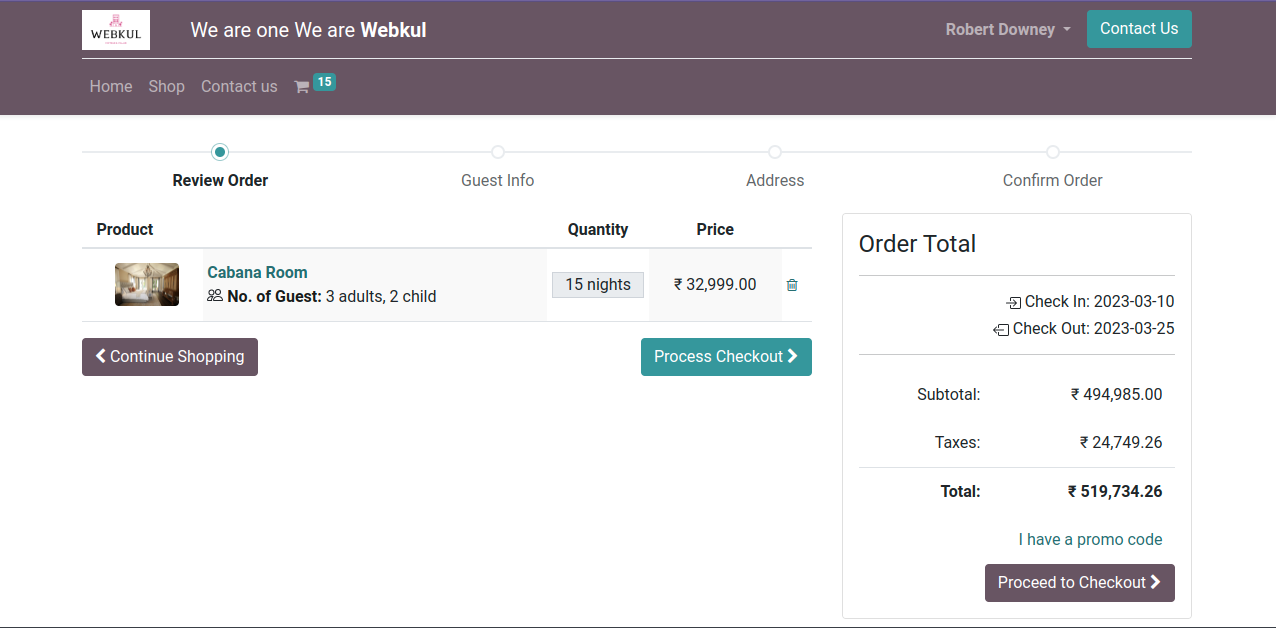 WEBKUL
We are one We are Webkul
Robert Downey
Contact Us
Home Shop Contact us 15
Review Order Guest Info Address Confirm Order
Product Quantity Price
Cabana Room
No. of Guest: 3 adults, 2 child
15 nights
₹ 32,999.00
Continue Shopping
Process Checkout
Order Total
Check In: 2023-03-10
Check Out: 2023-03-25
Subtotal: ₹ 494,985.00
Taxes: ₹ 24,749.26
Total: ₹ 519,734.26
I have a promo code
Proceed to Checkout